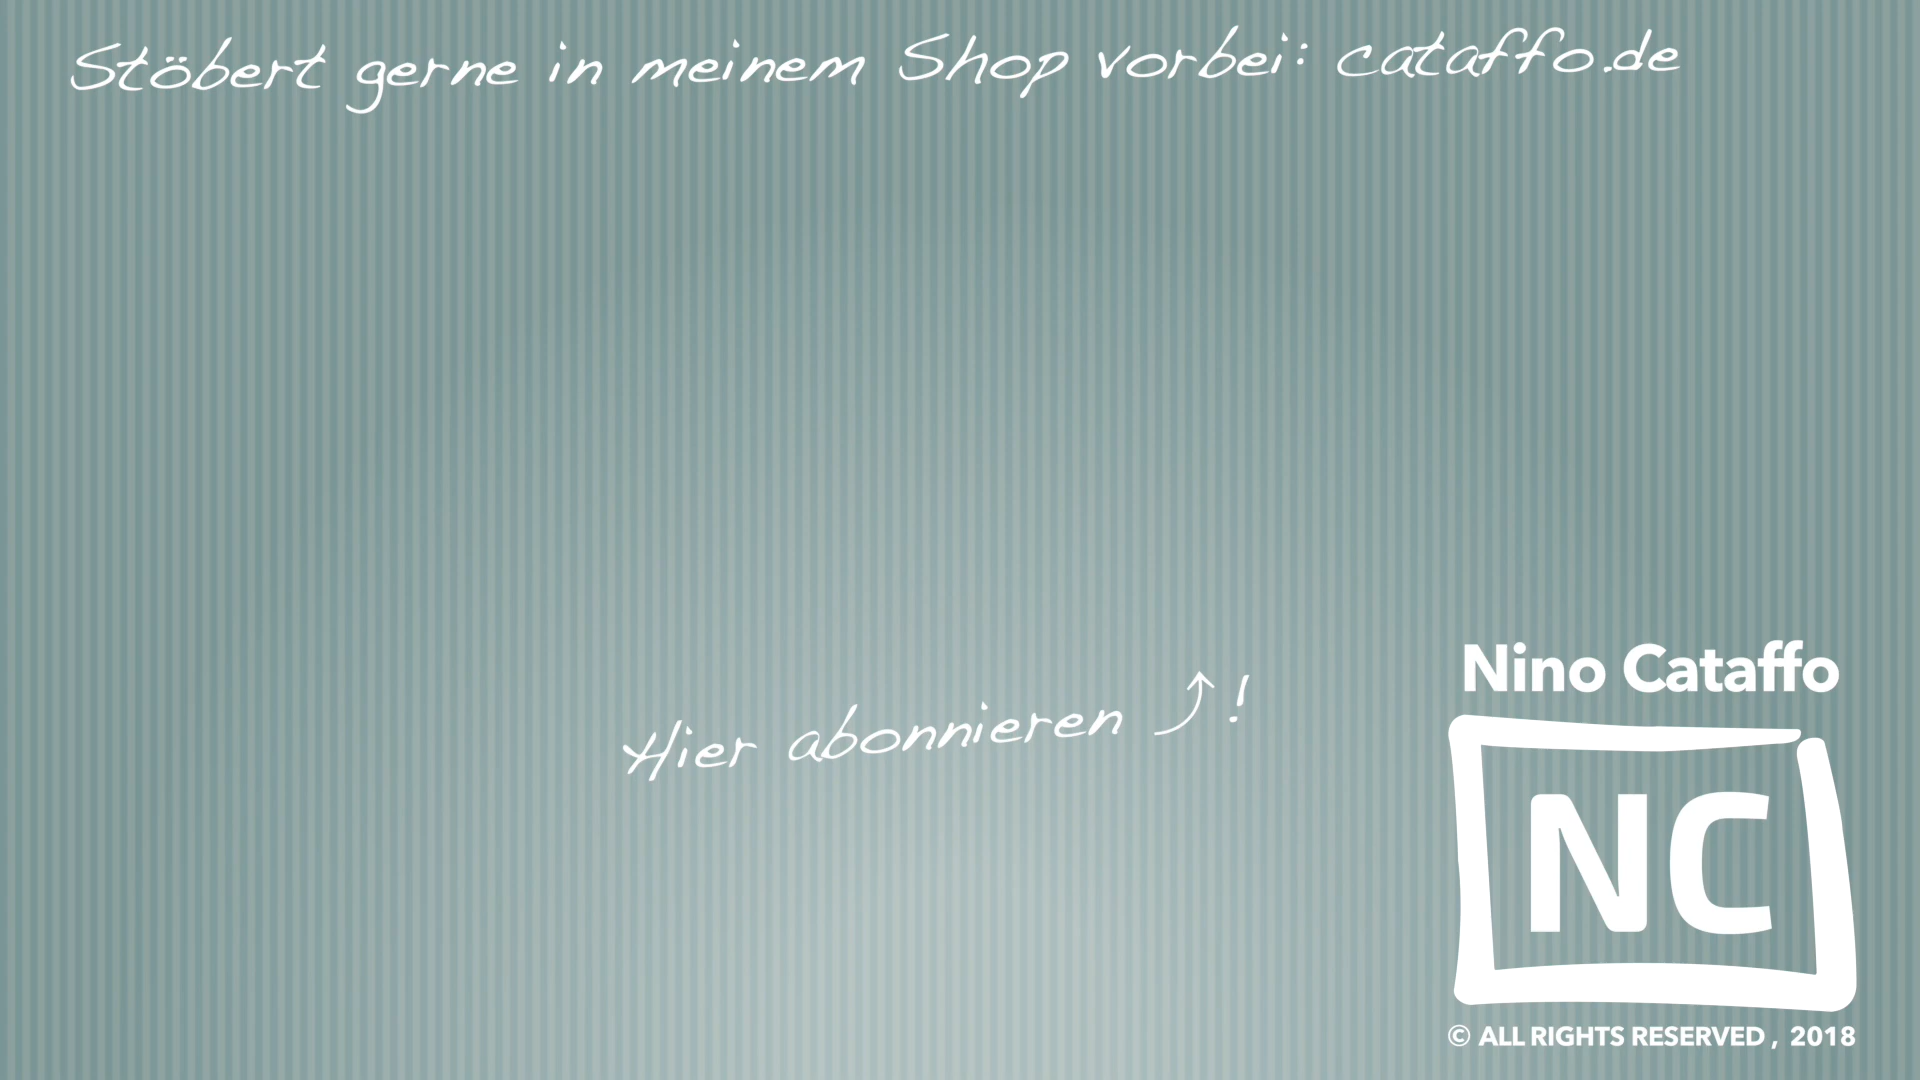 Stöbert gerne in meinem Shop vorbei: cataffo.de
Hier abonnieren ⤴!
Nino Cataffo
NC
© ALL RIGHTS RESERVED , 2018